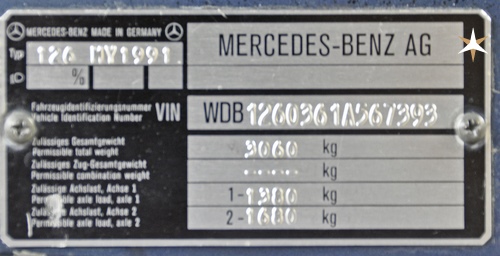 MERCEDES-BENZ MADE IN GERMANY
MERCEDES-BENZ AG
Typ 126 MY1991
%
Fahrzeugidentifizierungsnummer
Vehicle Identification Number VIN WDB1260361A567393
Zulässiges Gesamtgewicht
Permissible total weight 3060 kg
Zulässiges Zug-Gesamtgewicht
Permissible combination weight ----- kg
Zulässige Achslast, Achse 1
Permissible axle load, axle 1 1-1380 kg
Zulässige Achslast, Achse 2
Permissible axle load, axle 2 2-1680 kg